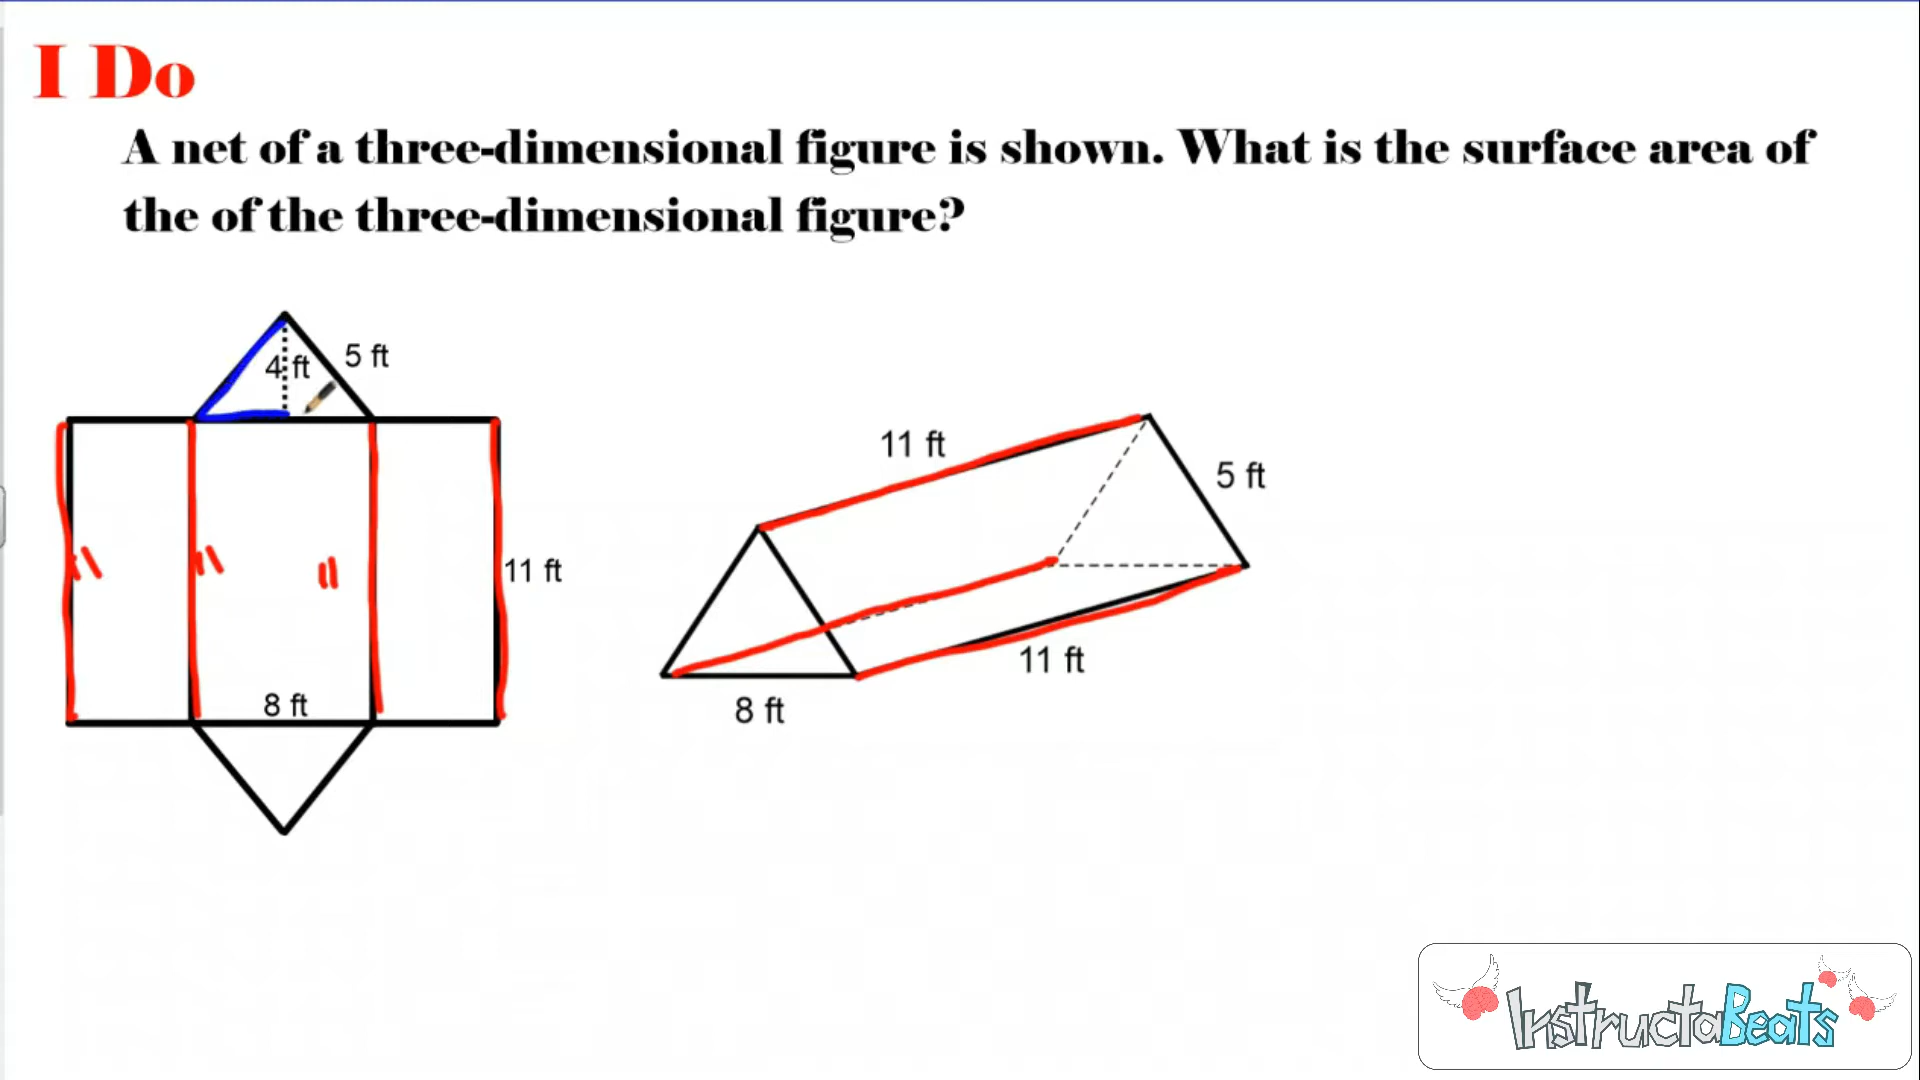 I Do
A net of a three-dimensional figure is shown. What is the surface area of
the of the three-dimensional figure?
4 ft
5 ft
11 ft
8 ft
11 ft
5 ft
11 ft
8 ft
InstructaBeats